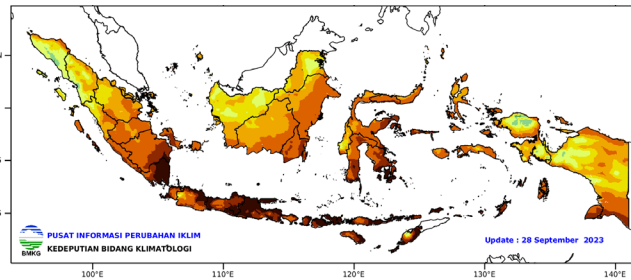 PUSAT INFORMASI PERUBAHAN IKLIM
KEDEPUTIAN BIDANG KLIMATOLOGI
BMKG
Update : 28 September 2023
100°E 110°E 120°E 130°E 140°E